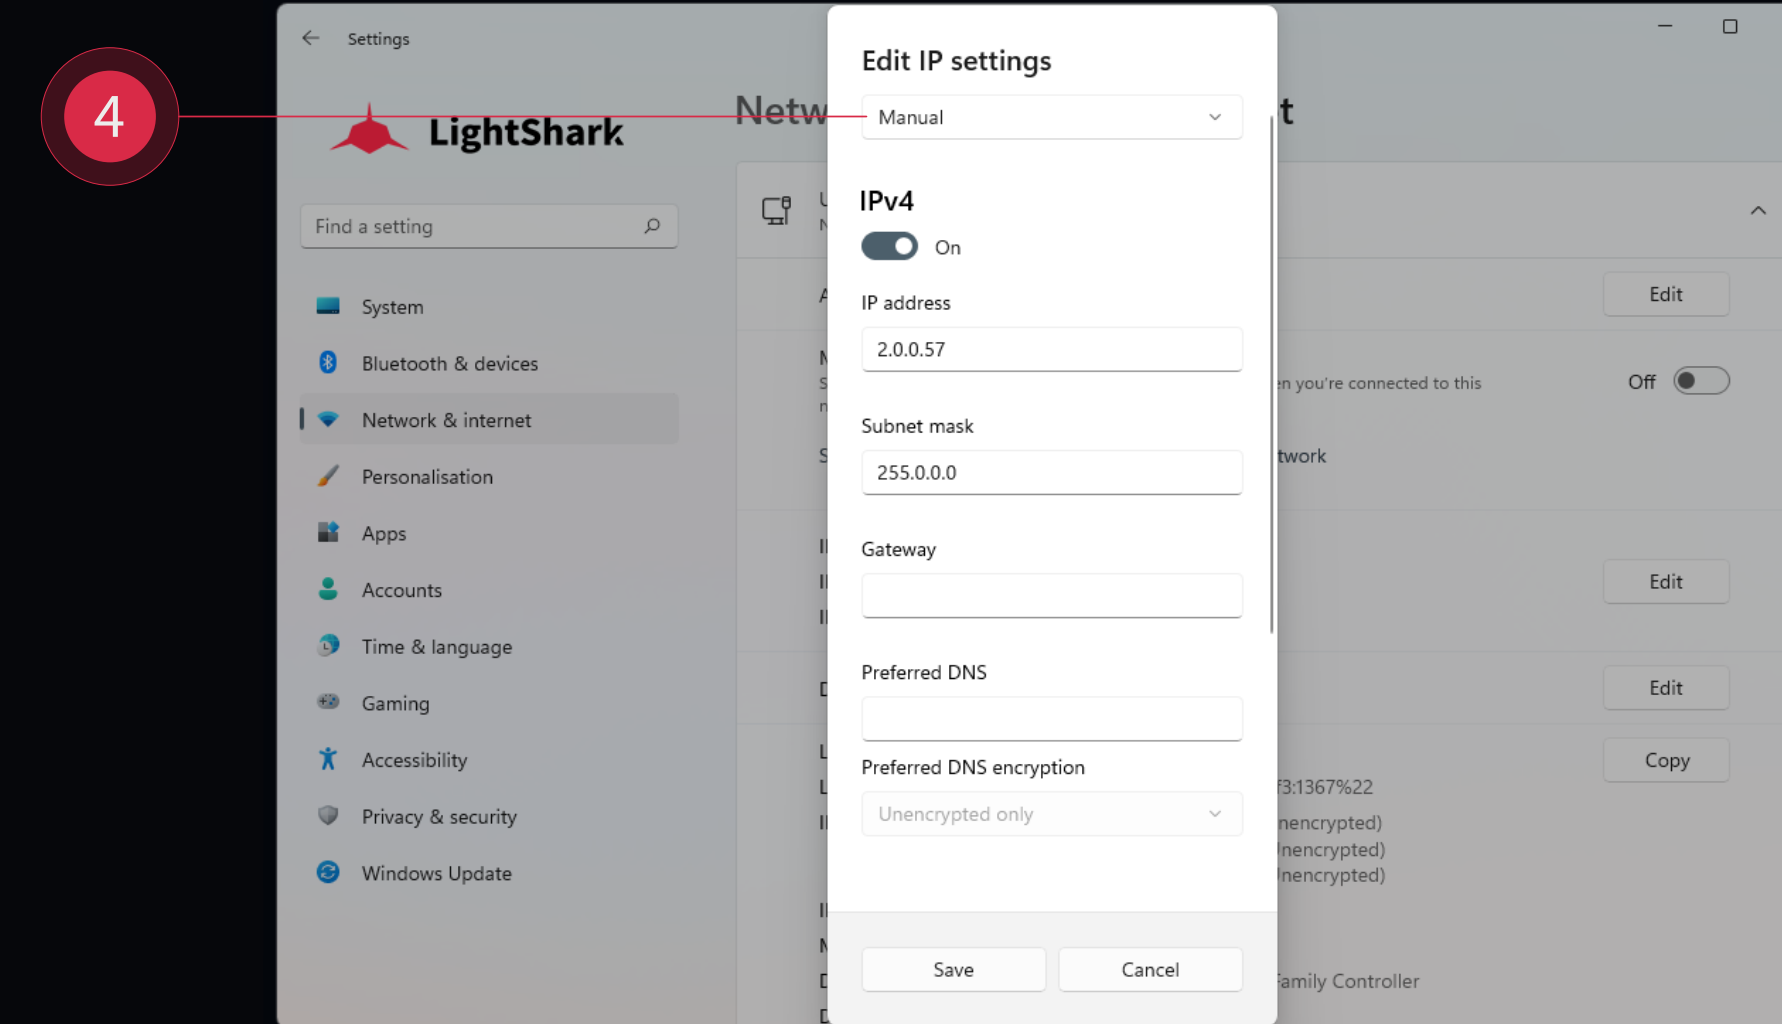 Settings
Edit IP settings
4
LightShark
Manual
IPv4
Find a setting
On
System
IP address
Edit
Bluetooth & devices
2.0.0.57
n you're connected to this
Off
Network & internet
Subnet mask
twork
Personalisation
255.0.0.0
Apps
Gateway
Accounts
Edit
Time & language
Preferred DNS
Edit
Gaming
Accessibility
Preferred DNS encryption
Copy
f3:1367%22
Privacy & security
Unencrypted only
nencrypted)
nencrypted)
Windows Update
nencrypted)
Save
Cancel
Family Controller